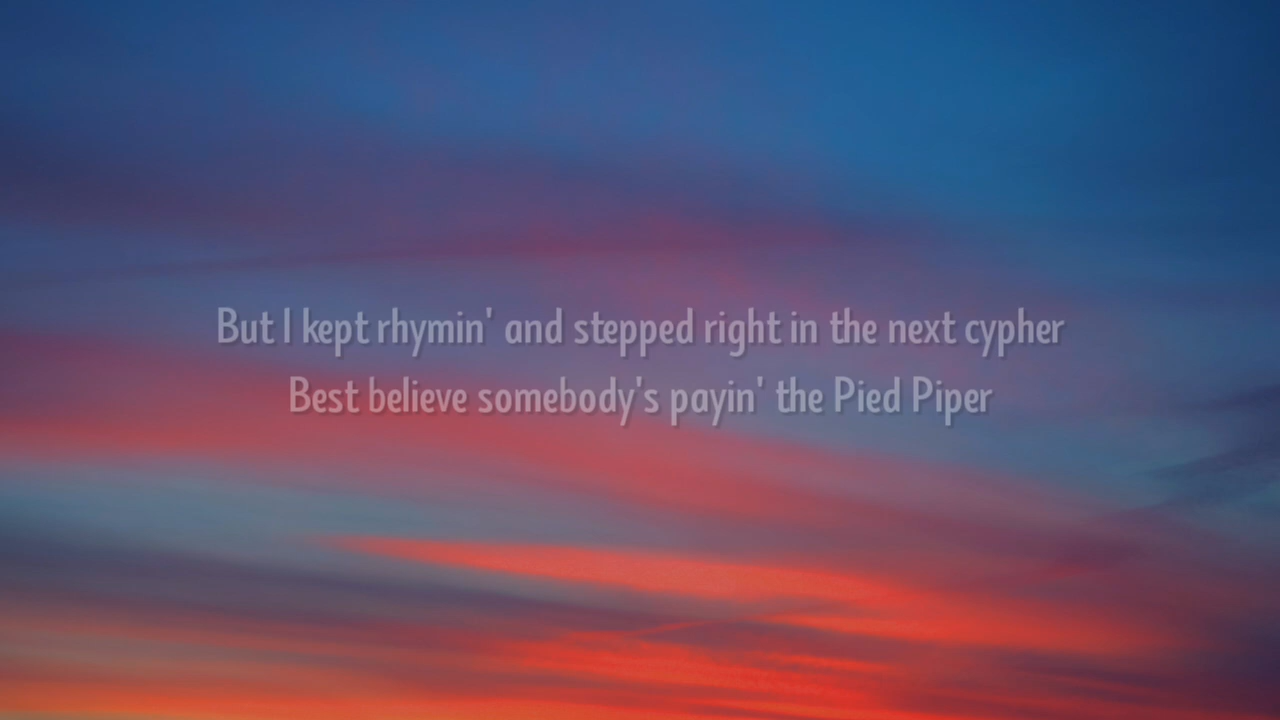 But I kept rhymin' and stepped right in the next cypher
Best believe somebody's payin' the Pied Piper